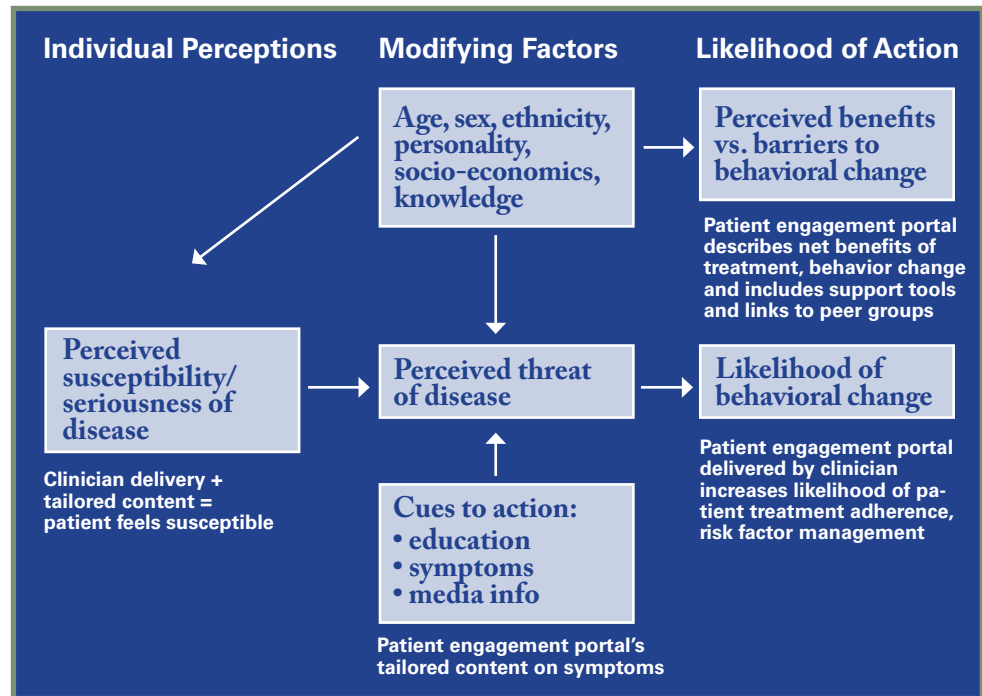 Individual Perceptions
Modifying Factors
Likelihood of Action
Age, sex, ethnicity,
personality,
socio-economics,
knowledge
Perceived benefits
vs. barriers to
behavioral change
Patient engagement portal
describes net benefits of
treatment, behavior change
and includes support tools
and links to peer groups
Perceived
susceptibility/
seriousness of
disease
Clinician delivery +
tailored content =
patient feels susceptible
Perceived threat
of disease
Likelihood of
behavioral change
Patient engagement portal
delivered by clinician
increases likelihood of pa-
tient treatment adherence,
risk factor management
Cues to action:
• education
• symptoms
• media info
Patient engagement portal's
tailored content on symptoms